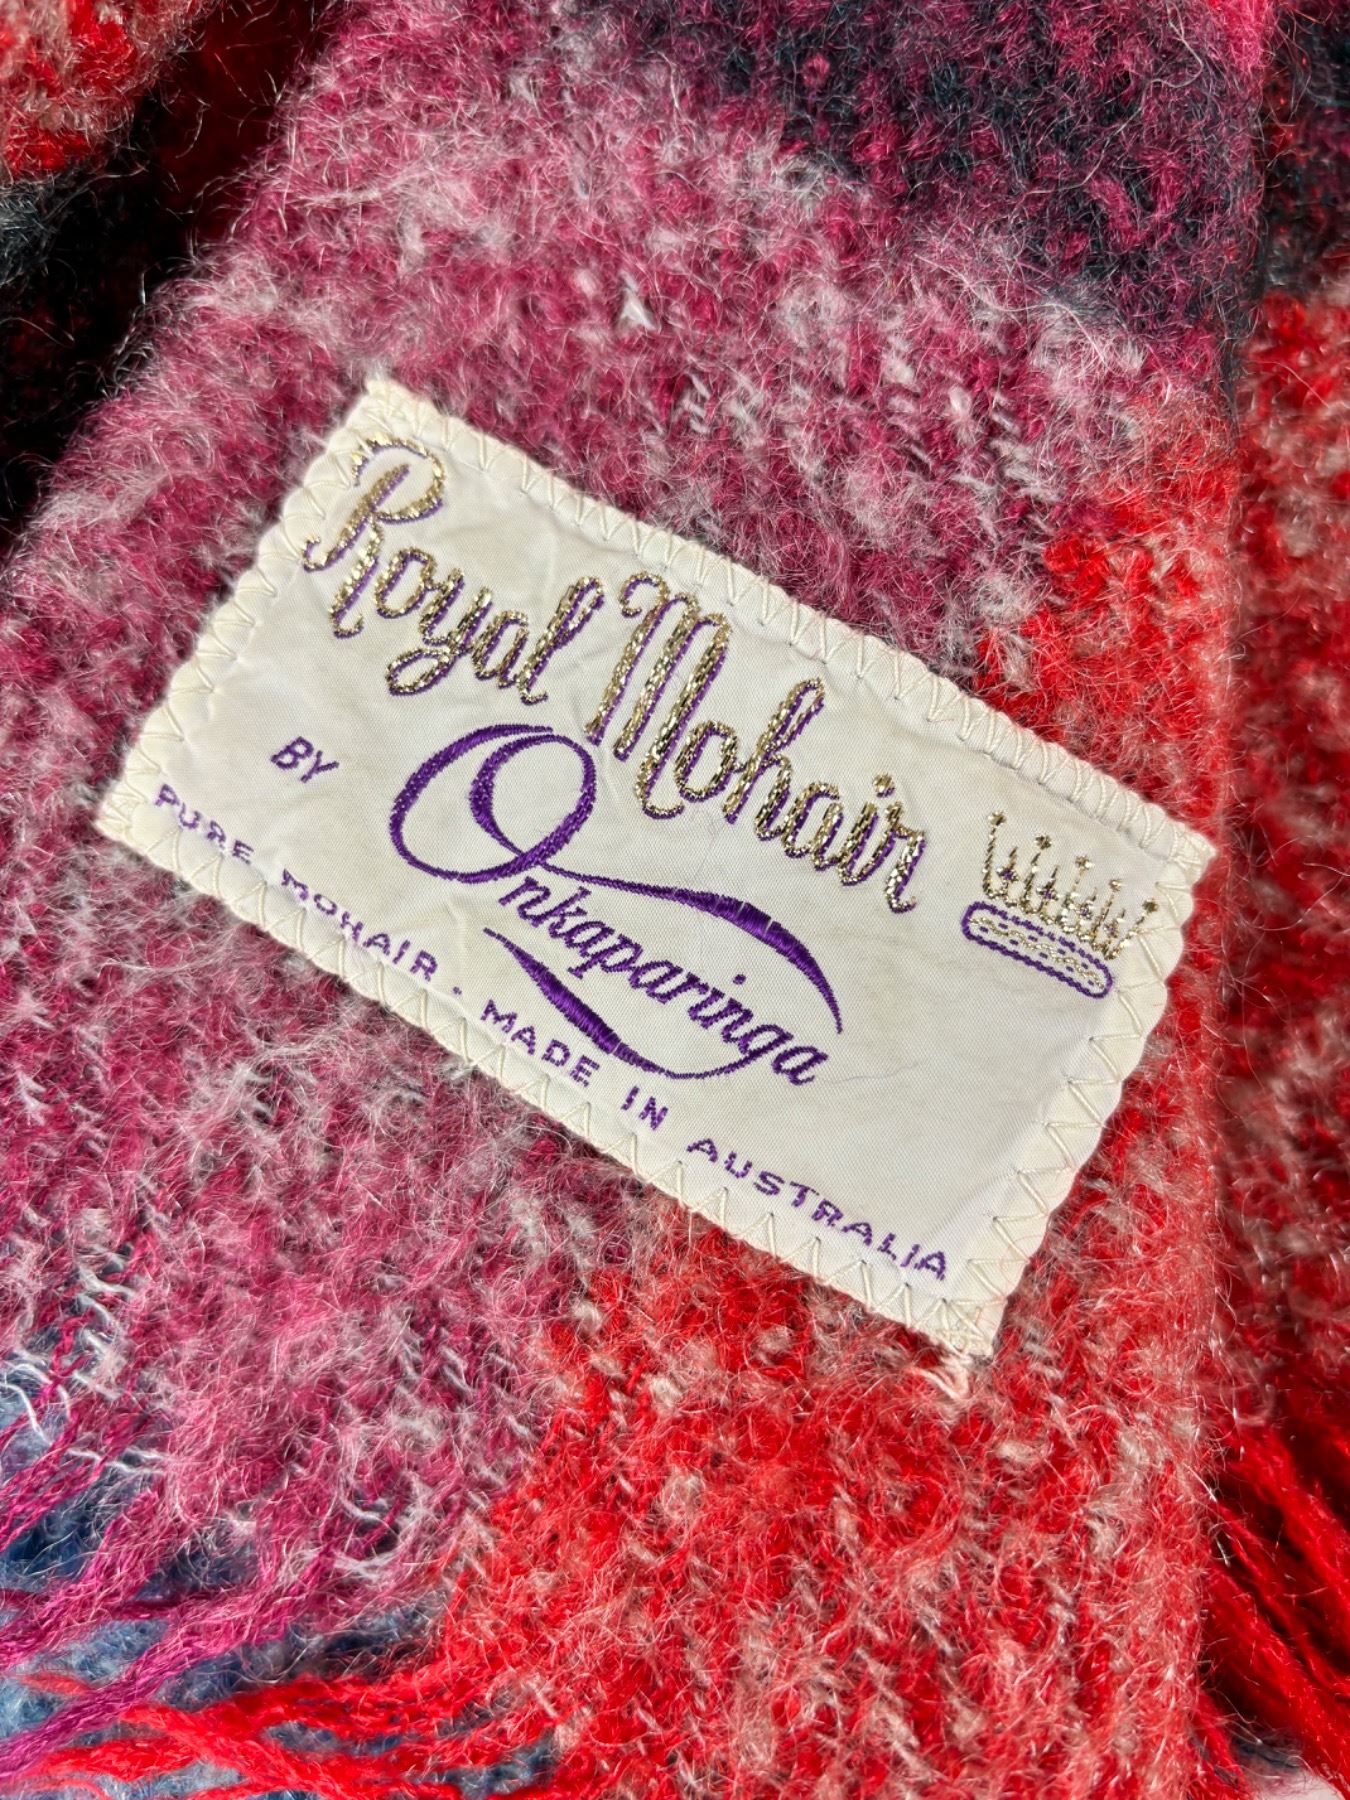 Royal Mohair
BY Onkaparinga
PURE MOHAIR . MADE IN AUSTRALIA